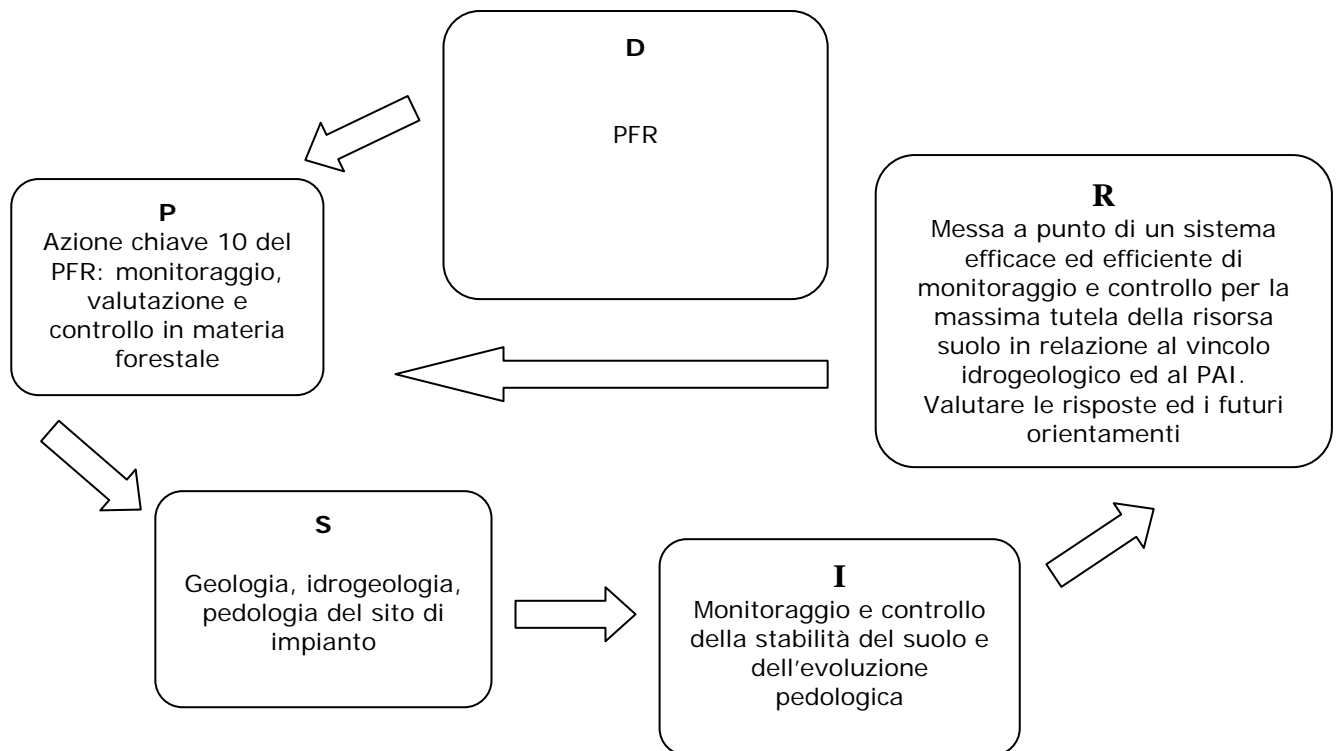 D
PFR
P
Azione chiave 10 del
PFR: monitoraggio,
valutazione e
controllo in materia
forestale
S
Geologia, idrogeologia,
pedologia del sito di
impianto
I
Monitoraggio e controllo
della stabilità del suolo e
dell'evoluzione
pedologica
R
Messa a punto di un sistema
efficace ed efficiente di
monitoraggio e controllo per la
massima tutela della risorsa
suolo in relazione al vincolo
idrogeologico ed al PAI.
Valutare le risposte ed i futuri
orientamenti